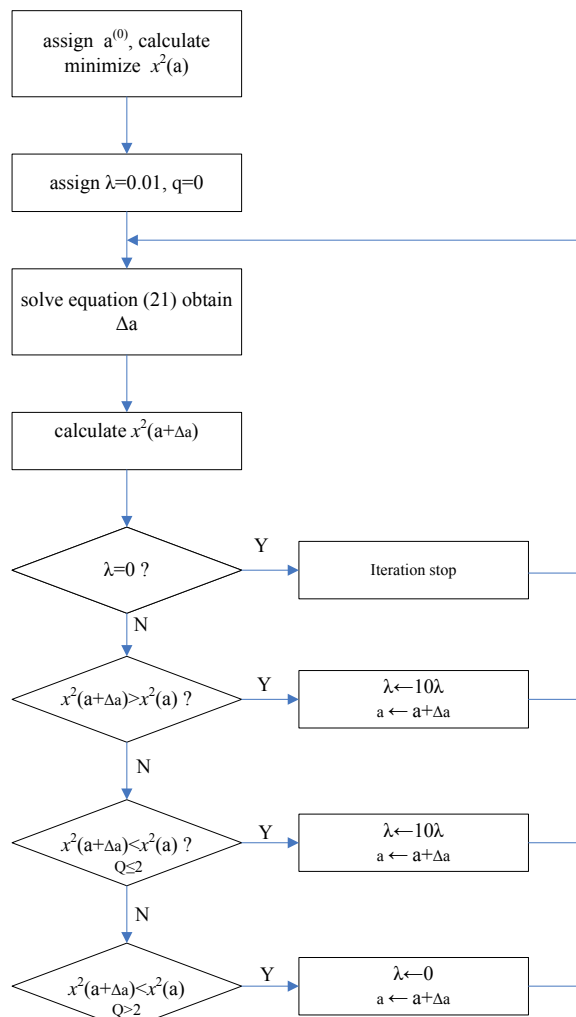 assign a⁽⁰⁾, calculate
minimize x²(a)
assign λ=0.01, q=0
solve equation (21) obtain
Δa
calculate x²(a+Δa)
λ=0 ?
Y
Iteration stop
N
x²(a+Δa)>x²(a) ?
Y
λ←10λ
a ← a+Δa
N
x²(a+Δa)<x²(a) ?
Q≤2
Y
λ←10λ
a ← a+Δa
N
x²(a+Δa)<x²(a)
Q>2
Y
λ←0
a ← a+Δa